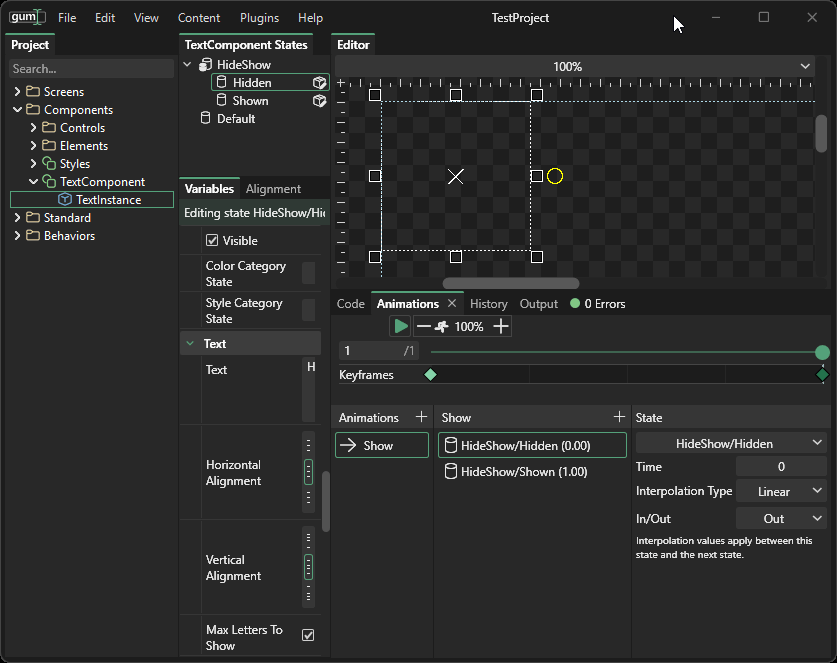 gum File Edit View Content Plugins Help TestProject
Project
Search...
Screens
Components
Controls
Elements
Styles
TextComponent
TextInstance
Standard
Behaviors
TextComponent States
HideShow
Hidden
Shown
Default
Variables Alignment
Editing state HideShow/Hi
Visible
Color Category
State
Style Category
State
Text
Text H
Horizontal
Alignment
Vertical
Alignment
Max Letters To
Show
Editor
100%
Code Animations History Output 0 Errors
100%
1 /1
Keyframes
Animations
Show
Show
HideShow/Hidden (0.00)
HideShow/Shown (1.00)
State
HideShow/Hidden
Time 0
Interpolation Type Linear
In/Out Out
Interpolation values apply between this
state and the next state.